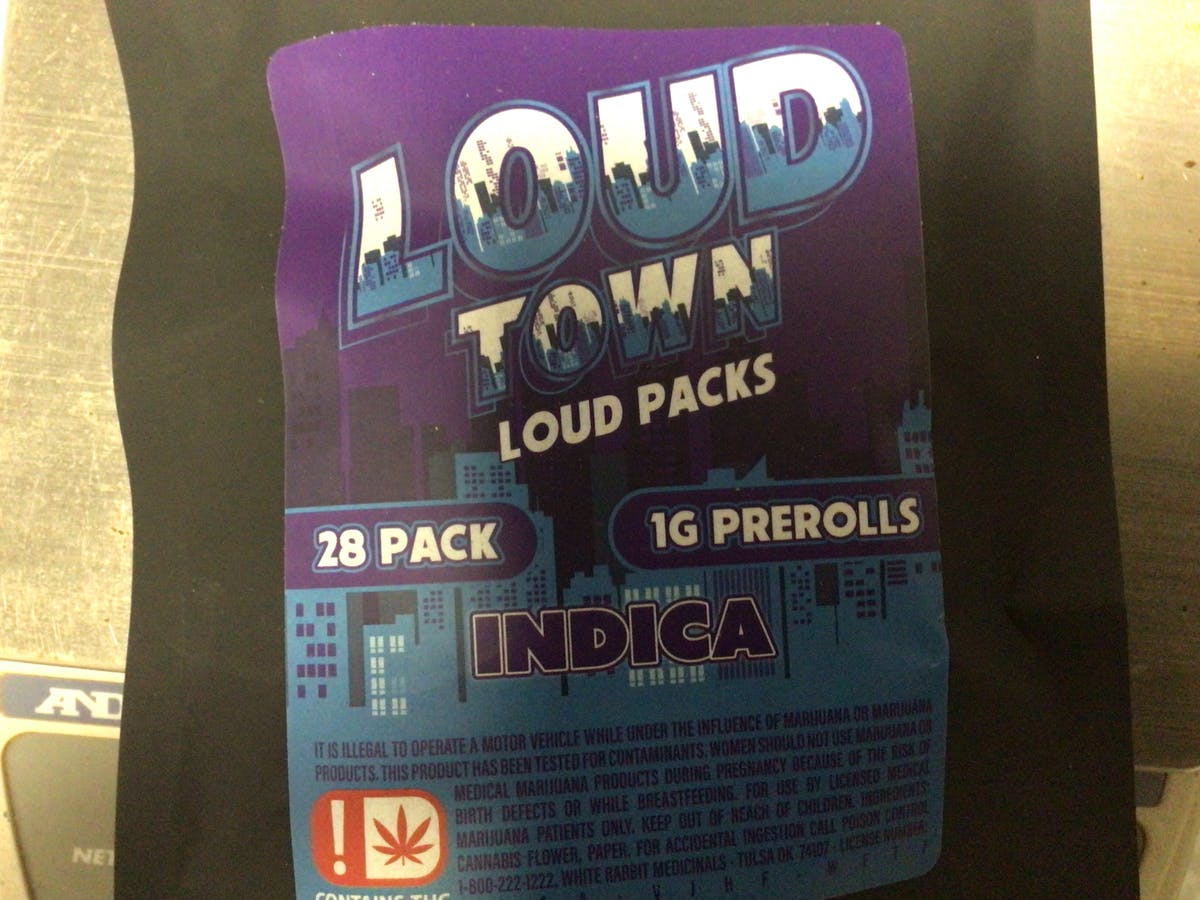 LOUD
TOWN
LOUD PACKS
28 PACK
1G PREROLLS
INDICA
IT IS ILLEGAL TO OPERATE A MOTOR VEHICLE WHILE UNDER THE INFLUENCE OF MARIJUANA OR MARIJUANA
PRODUCTS. THIS PRODUCT HAS BEEN TESTED FOR CONTAMINANTS. WOMEN SHOULD NOT USE MARIJUANA OR
MEDICAL MARIJUANA PRODUCTS DURING PREGNANCY BECAUSE OF THE RISK OF
BIRTH DEFECTS OR WHILE BREASTFEEDING. FOR USE BY LICENSED MEDICAL
MARIJUANA PATIENTS ONLY. KEEP OUT OF REACH OF CHILDREN. INGREDIENTS:
CANNABIS FLOWER, PAPER. FOR ACCIDENTAL INGESTION CALL POISON CONTROL
1-800-222-1222. WHITE RABBIT MEDICINALS - TULSA OK 74107 - LICENSE NUMBER:
!
CONTAINS THC
AND
NET